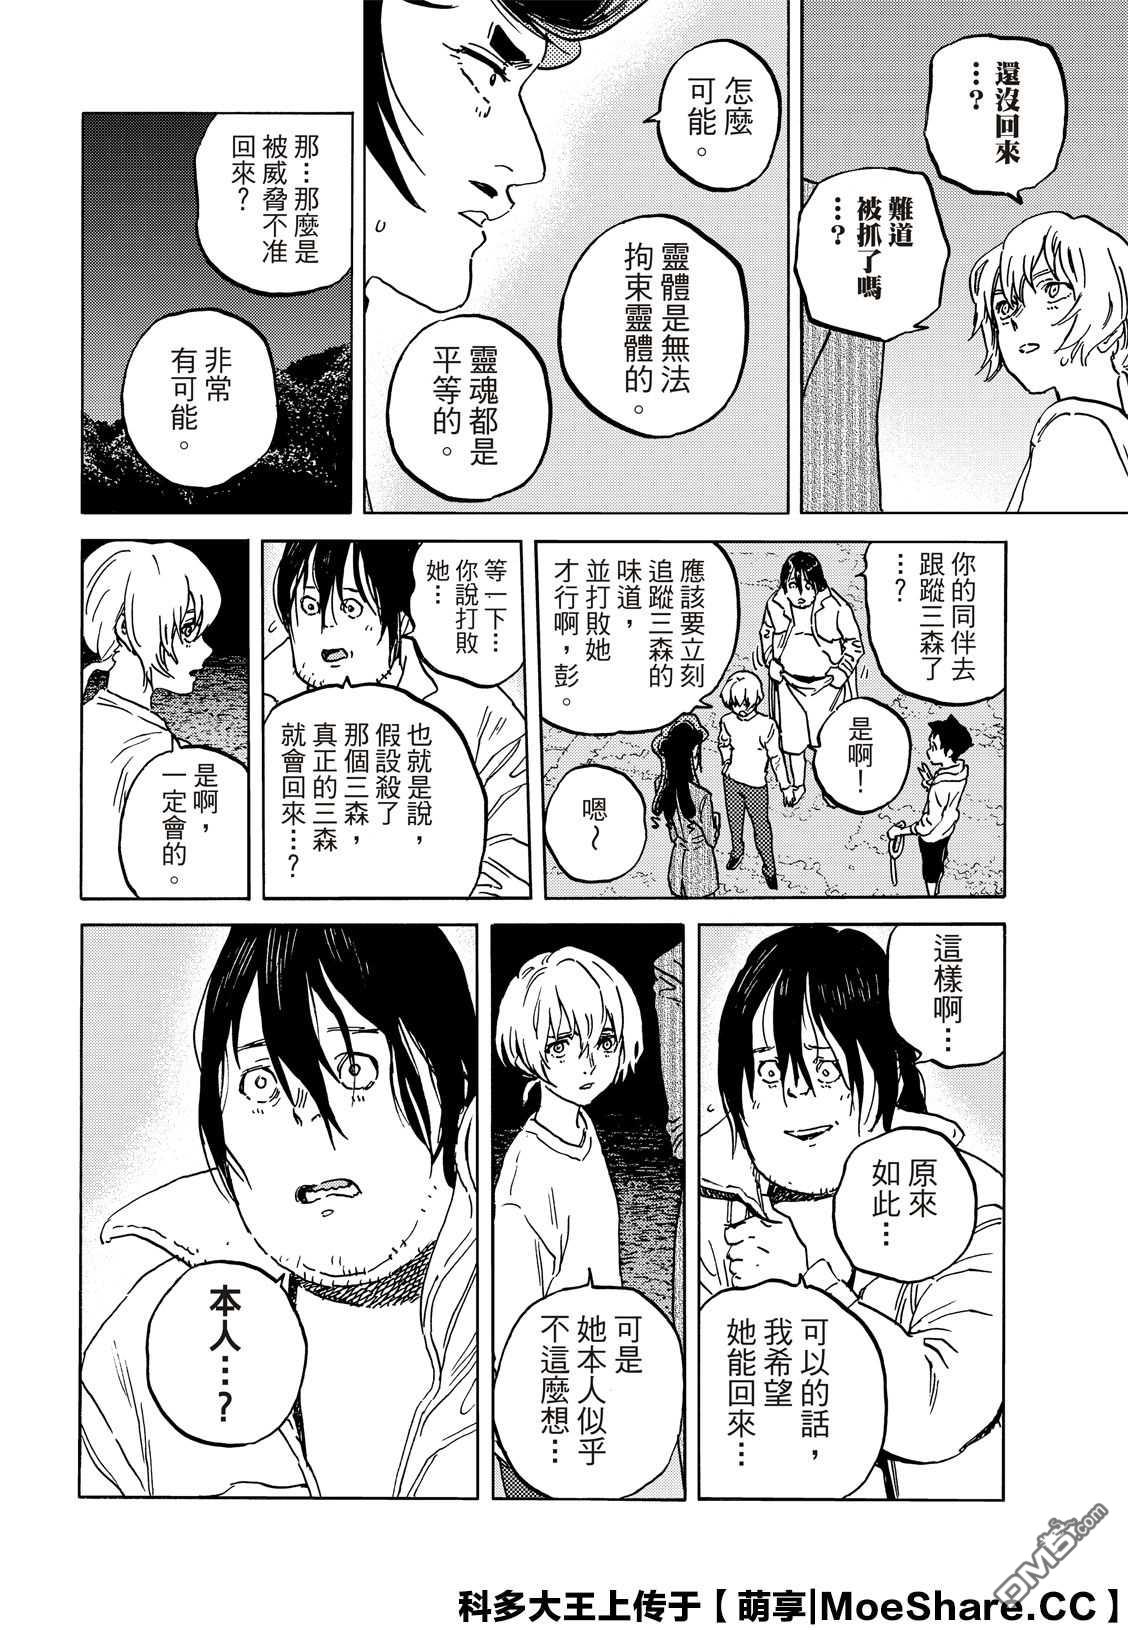 還沒回來
…？
難道
被抓了嗎
…？
怎麼
可能。
靈體是無法
拘束靈體的。
靈魂都是
平等的。
那…那麼是
被威脅不准
回來？
非常
有可能。
你的同伴去
跟蹤三森了
…？
是啊！
應該要立刻
追蹤三森的
味道，
並打敗她
才行啊，彭。
嗯～
等一下…
你說打敗
她…
也就是說，
假設殺了
那個三森，
真正的三森
就會回來…？
是啊，
一定會的。
這樣啊…
原來
如此…
可以的話，
我希望
她能回來…
可是
她本人似乎
不這麼想…
本人…？
DM5.com
科多大王上传于【萌享|MoeShare.CC】